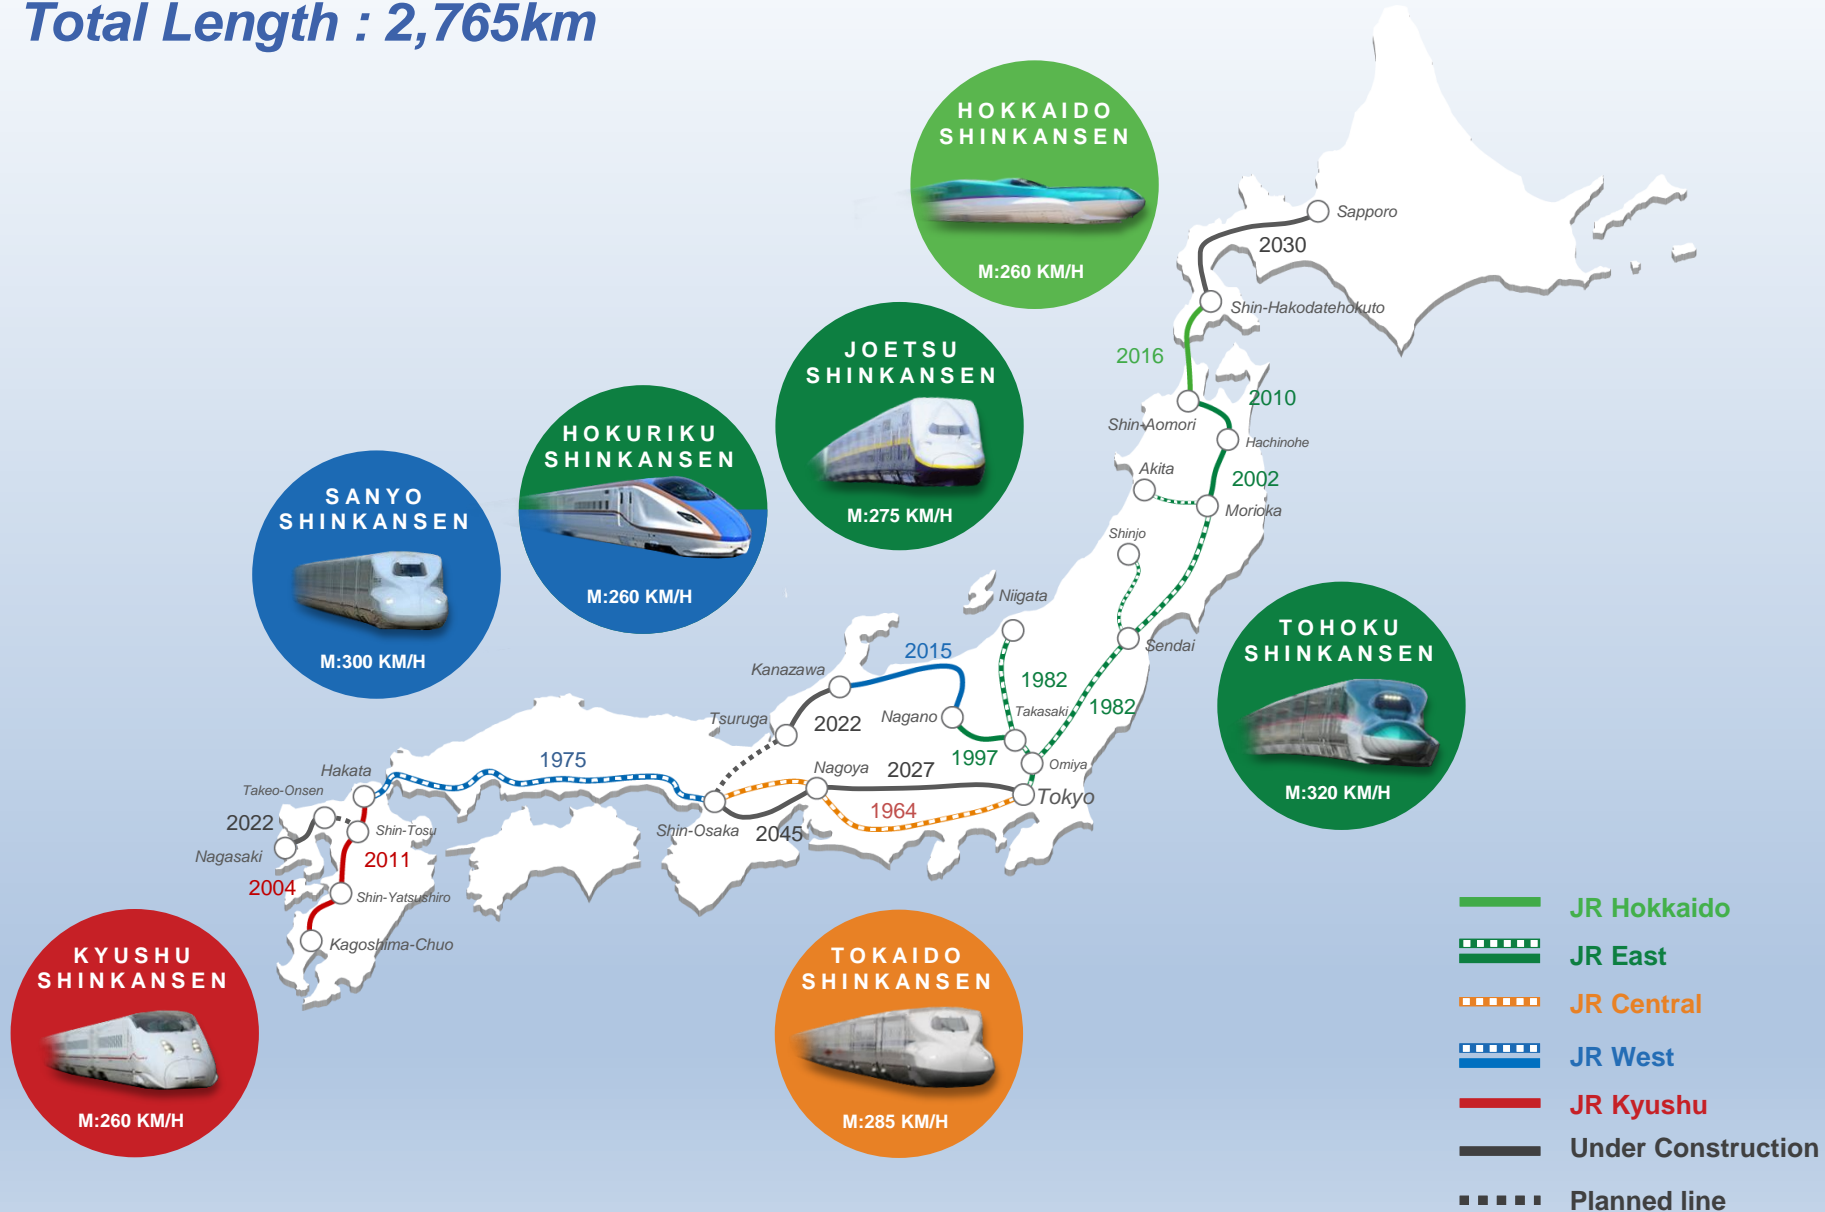 Total Length : 2,765km
HOKKAIDO
SHINKANSEN
M:260 KM/H
JOETSU
SHINKANSEN
M:275 KM/H
HOKURIKU
SHINKANSEN
M:260 KM/H
SANYO
SHINKANSEN
M:300 KM/H
TOHOKU
SHINKANSEN
M:320 KM/H
KYUSHU
SHINKANSEN
M:260 KM/H
TOKAIDO
SHINKANSEN
M:285 KM/H
Sapporo
2030
Shin-Hakodatehokuto
2016
2010
Shin-Aomori
Hachinohe
Akita
2002
Morioka
Shinjo
Niigata
Sendai
2015
Kanazawa
1982
1982
Tsuruga
2022
Nagano
Takasaki
1997
Omiya
1975
Nagoya
2027
Tokyo
Hakata
Takeo-Onsen
1964
2022
Shin-Tosu
Shin-Osaka
2045
Nagasaki
2011
2004
Shin-Yatsushiro
Kagoshima-Chuo
JR Hokkaido
JR East
JR Central
JR West
JR Kyushu
Under Construction
Planned line